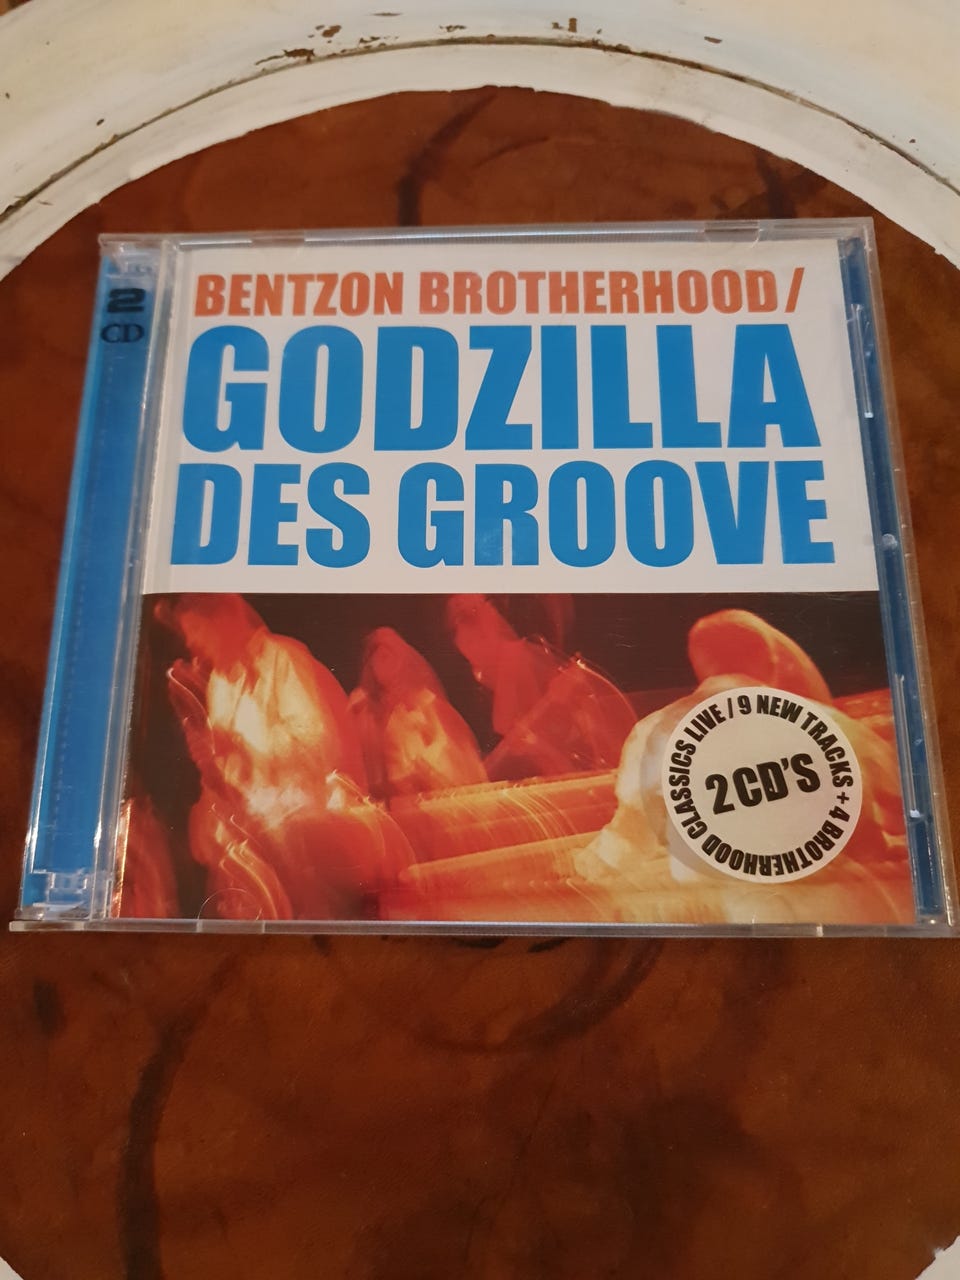 BENTZON BROTHERHOOD/
GODZILLA
DES GROOVE
2
CD
9 NEW TRACKS + 4 BROTHERHOOD CLASSICS LIVE /
2 CD'S